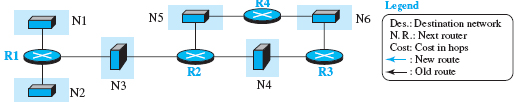 R4
Legend
N1
N5
N6
Des.: Destination network
N. R.: Next router
Cost: Cost in hops
: New route
: Old route
R1
R2
R3
N2
N3
N4